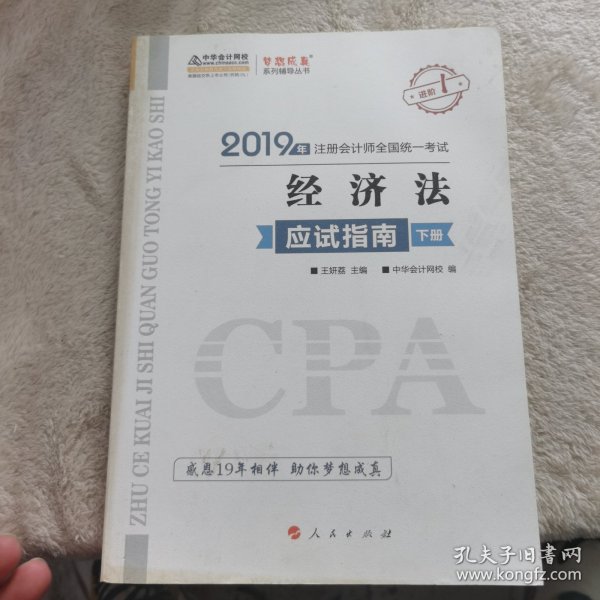 中华会计网校
www.chinaacc.com
梦想成真®
系列辅导丛书
进阶
2019年 注册会计师全国统一考试
经济法
应试指南 下册
■ 王妍荔 主编 ■ 中华会计网校 编
CPA
感恩19年相伴 助你梦想成真
人民出版社
ZHU CE KUAI JI SHI QUAN GUO TONG YI KAO SHI
孔夫子旧书网
www.kongfz.com